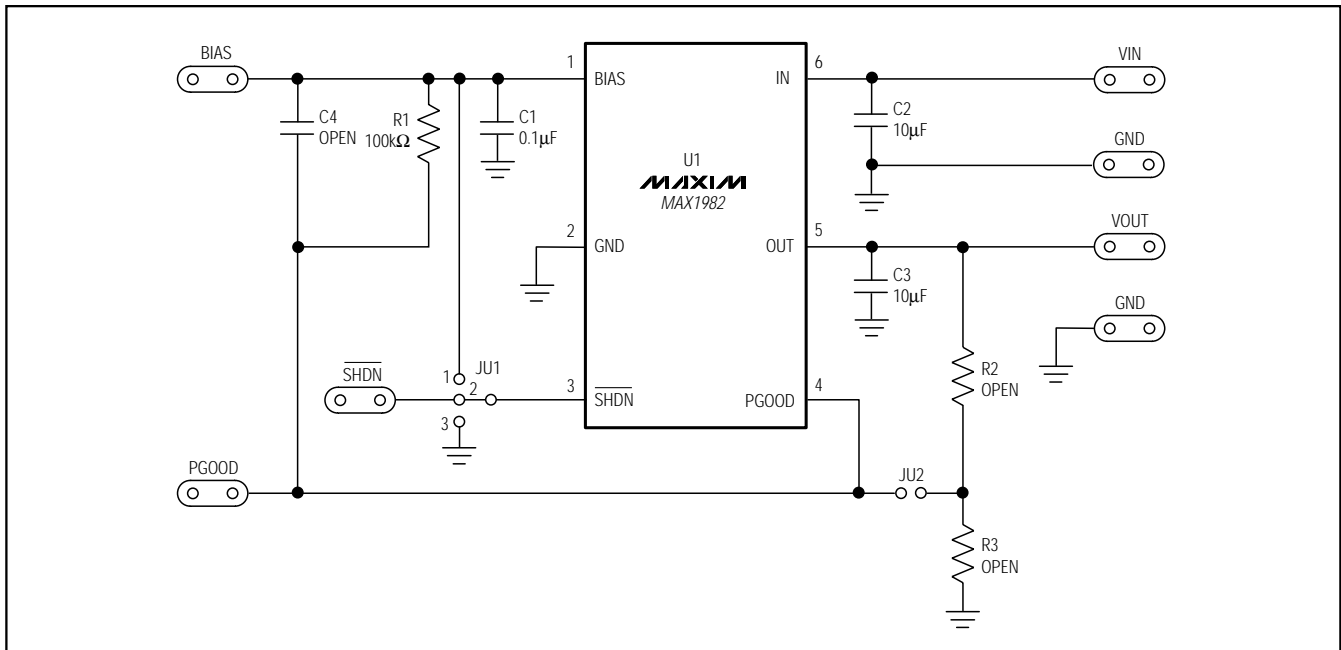 BIAS
VIN
1
BIAS
IN
6
C4
OPEN
R1
100kΩ
C1
0.1µF
C2
10µF
GND
U1
MAXIM
MAX1982
2
GND
OUT
5
VOUT
C3
10µF
GND
SHDN
1
JU1
2
3
3
SHDN
PGOOD
4
R2
OPEN
PGOOD
JU2
R3
OPEN